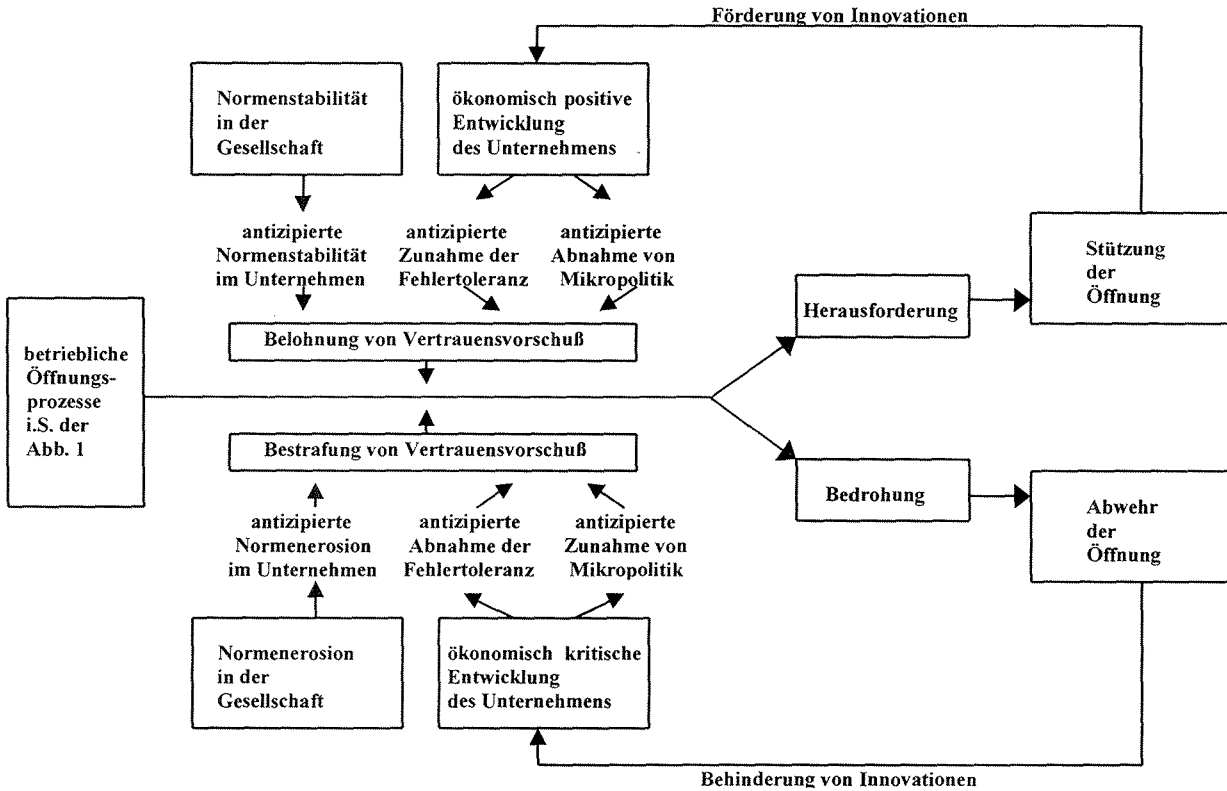 Förderung von Innovationen
Normenstabilität
in der
Gesellschaft
ökonomisch positive
Entwicklung
des Unternehmens
antizipierte
Normenstabilität
im Unternehmen
antizipierte
Zunahme der
Fehlertoleranz
antizipierte
Abnahme von
Mikropolitik
Stützung
der
Öffnung
Herausforderung
Belohnung von Vertrauensvorschuß
betriebliche
Öffnungs-
prozesse
i.S. der
Abb. 1
Bestrafung von Vertrauensvorschuß
Bedrohung
Abwehr
der
Öffnung
antizipierte
Normenerosion
im Unternehmen
antizipierte
Abnahme der
Fehlertoleranz
antizipierte
Zunahme von
Mikropolitik
Normenerosion
in der
Gesellschaft
ökonomisch kritische
Entwicklung
des Unternehmens
Behinderung von Innovationen